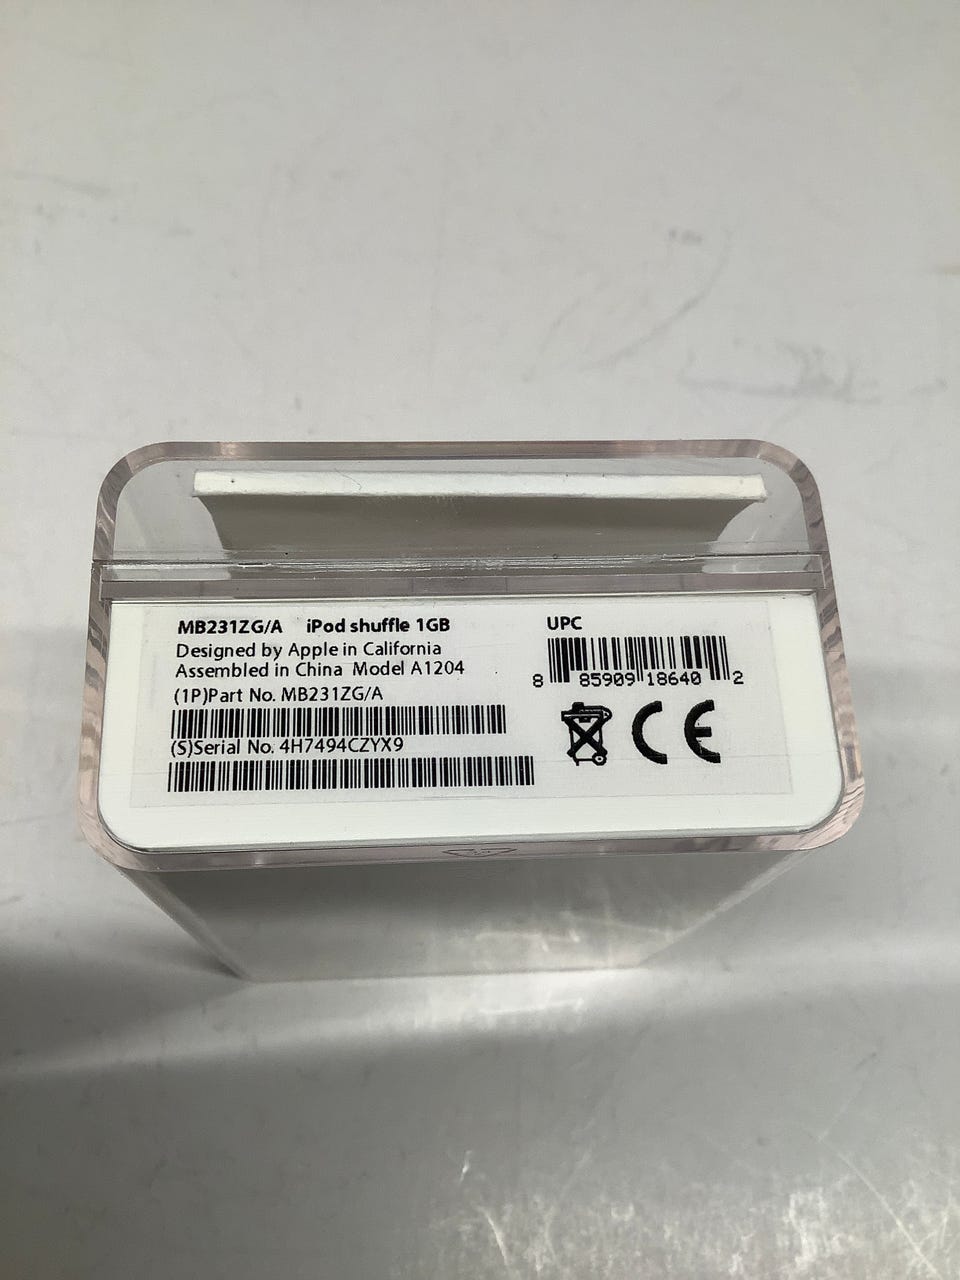 MB231ZG/A iPod shuffle 1GB
Designed by Apple in California
Assembled in China Model A1204
(1P)Part No. MB231ZG/A
(S)Serial No. 4H7494CZYX9
UPC
8 85909 18640 2
CE